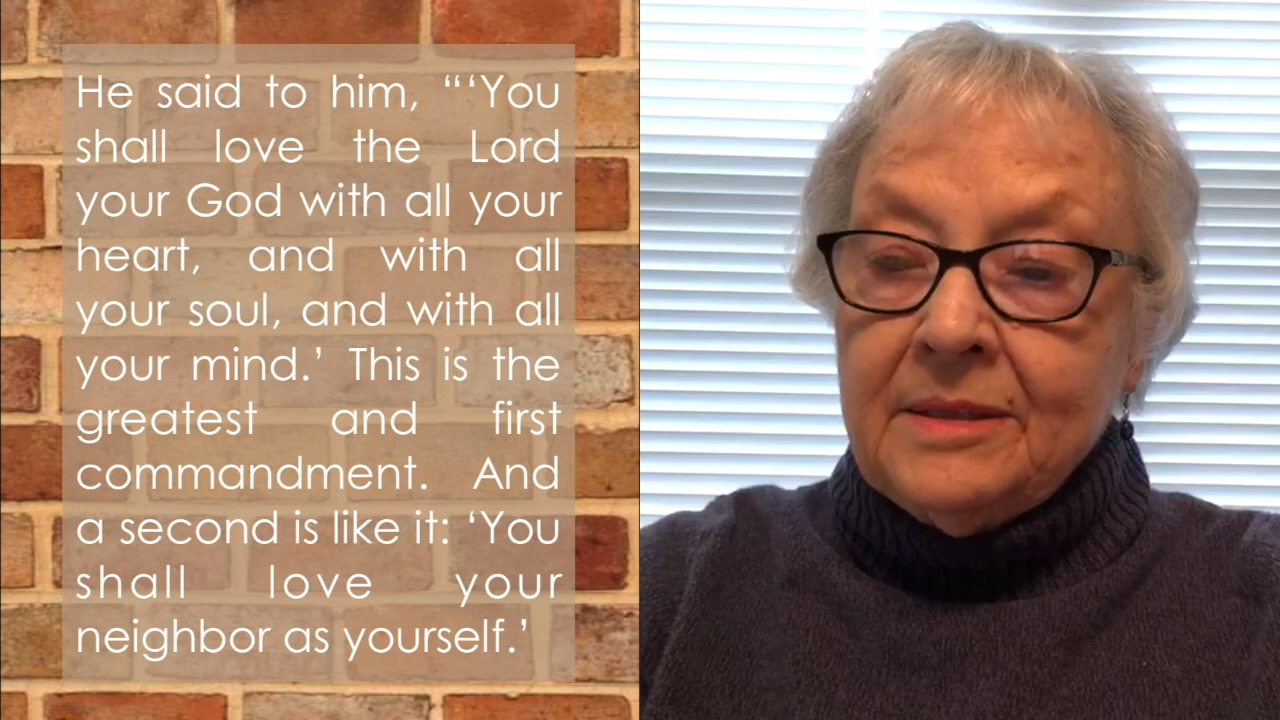 He said to him, “‘You
shall love the Lord
your God with all your
heart, and with all
your soul, and with all
your mind.’ This is the
greatest and first
commandment. And
a second is like it: ‘You
shall love your
neighbor as yourself.’